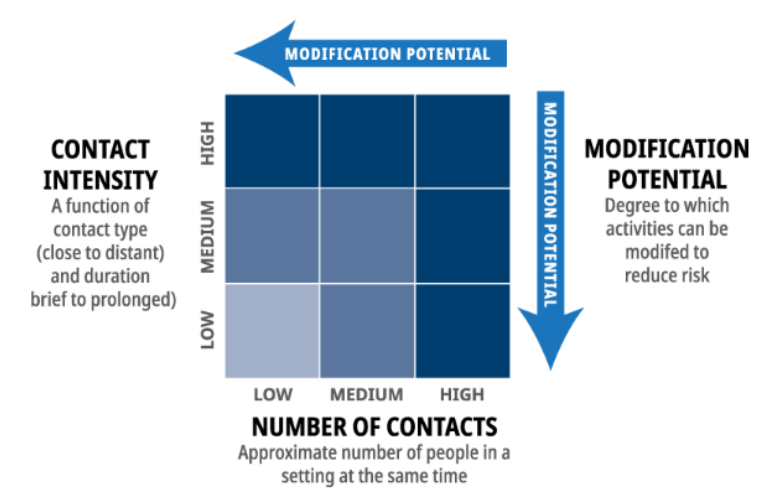 MODIFICATION POTENTIAL
CONTACT
INTENSITY
A function of
contact type
(close to distant)
and duration
brief to prolonged)
HIGH
MEDIUM
LOW
MODIFICATION POTENTIAL
MODIFICATION
POTENTIAL
Degree to which
activities can be
modifed to
reduce risk
LOW MEDIUM HIGH
NUMBER OF CONTACTS
Approximate number of people in a
setting at the same time